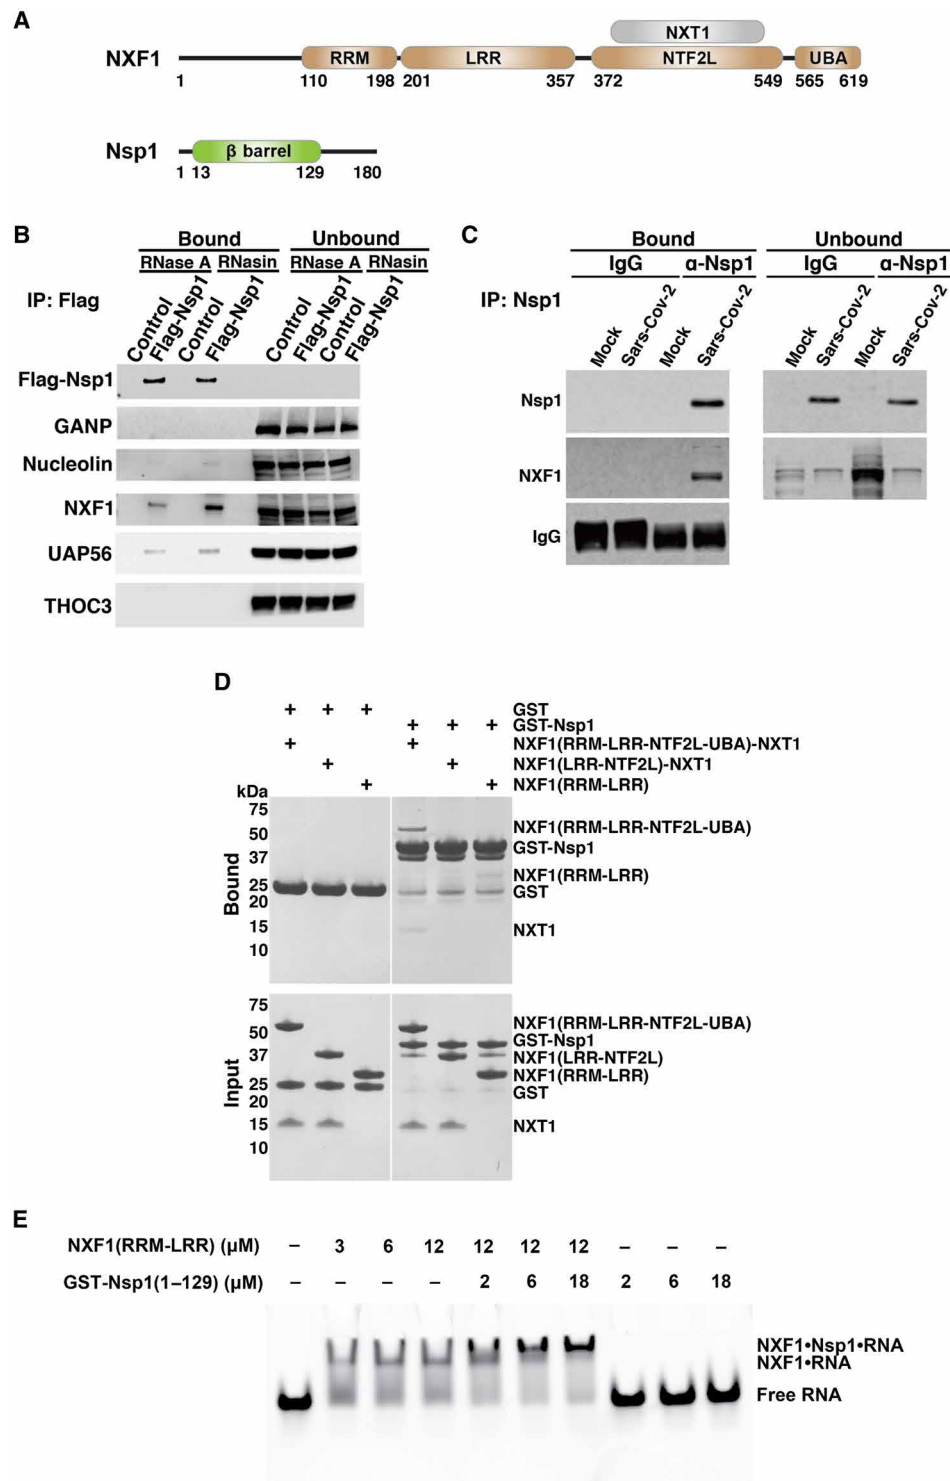 A
NXT1
NXF1 RRM LRR NTF2L UBA
1 110 198 201 357 372 549 565 619
Nsp1 β barrel
1 13 129 180
B
Bound Unbound
RNase A RNasin RNase A RNasin
IP: Flag
Control Flag-Nsp1 Control Flag-Nsp1 Control Flag-Nsp1 Control Flag-Nsp1
Flag-Nsp1
GANP
Nucleolin
NXF1
UAP56
THOC3
C
Bound Unbound
IgG α-Nsp1 IgG α-Nsp1
IP: Nsp1
Mock Sars-Cov-2 Mock Sars-Cov-2 Mock Sars-Cov-2 Mock Sars-Cov-2
Nsp1
NXF1
IgG
D
+ + + GST
+ + + GST-Nsp1
+ + NXF1(RRM-LRR-NTF2L-UBA)-NXT1
+ + NXF1(LRR-NTF2L)-NXT1
+ + NXF1(RRM-LRR)
kDa
75
50
37
25
20
15
10
Bound
NXF1(RRM-LRR-NTF2L-UBA)
GST-Nsp1
NXF1(RRM-LRR)
GST
NXT1
75
50
37
25
20
15
10
Input
NXF1(RRM-LRR-NTF2L-UBA)
GST-Nsp1
NXF1(LRR-NTF2L)
NXF1(RRM-LRR)
GST
NXT1
E
NXF1(RRM-LRR) (μM) – 3 6 12 12 12 12 – – –
GST-Nsp1(1–129) (μM) – – – – 2 6 18 2 6 18
NXF1•Nsp1•RNA
NXF1•RNA
Free RNA